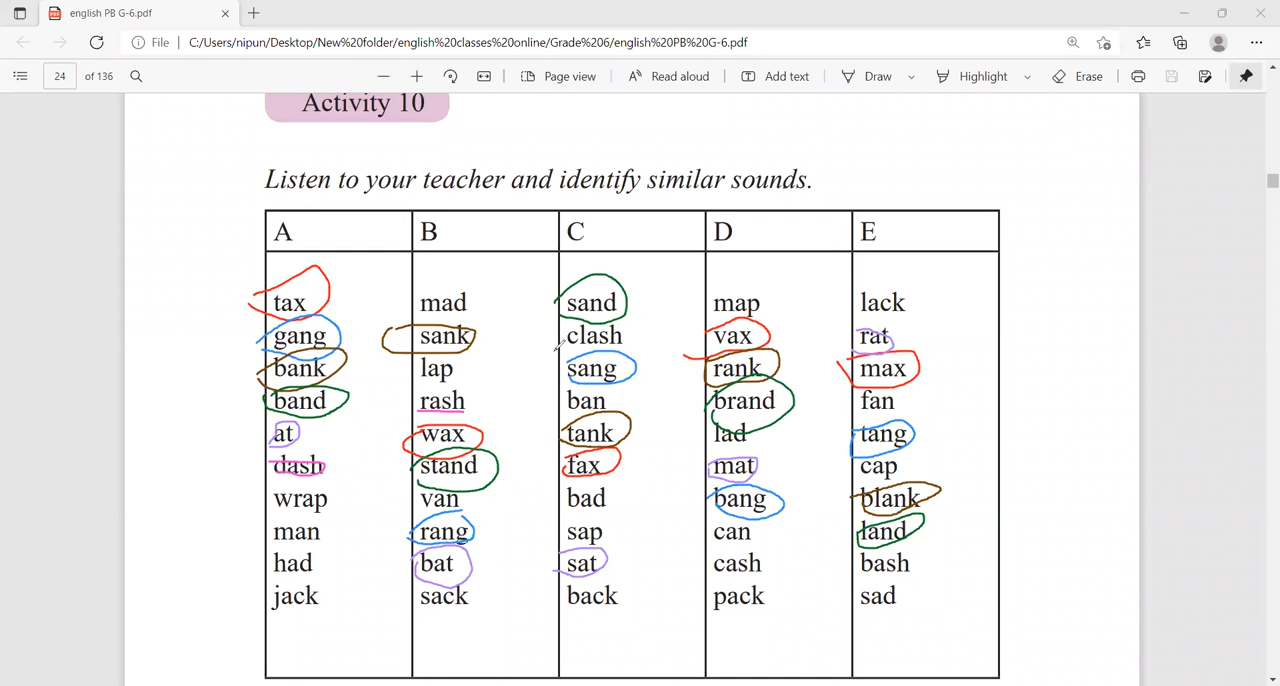 english PB G-6.pdf
File | C:/Users/nipun/Desktop/New%20folder/english%20classes%20online/Grade%206/english%20PB%20G-6.pdf
24 of 136 Page view Read aloud Add text Draw Highlight Erase
Activity 10
Listen to your teacher and identify similar sounds.
A B C D E
tax mad sand map lack
gang sank clash vax rat
bank lap sang rank max
band rash ban brand fan
at wax tank lad tang
dash stand fax mat cap
wrap van bad bang blank
man rang sap can land
had bat sat cash bash
jack sack back pack sad